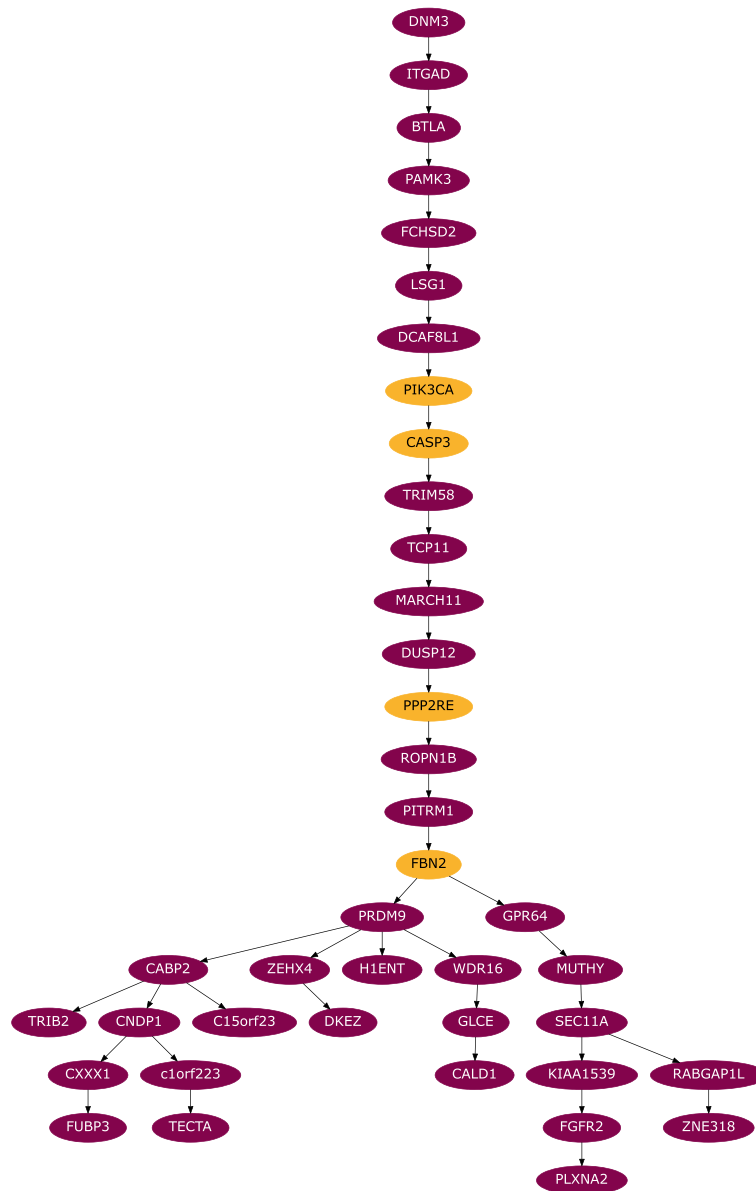 DNM3
ITGAD
BTLA
PAMK3
FCHSD2
LSG1
DCAF8L1
PIK3CA
CASP3
TRIM58
TCP11
MARCH11
DUSP12
PPP2RE
ROPN1B
PITRM1
FBN2
PRDM9 GPR64
CABP2 ZEHX4 H1ENT WDR16 MUTHY
TRIB2 CNDP1 C15orf23 DKEZ GLCE SEC11A
CXXX1 c1orf223 CALD1 KIAA1539 RABGAP1L
FUBP3 TECTA FGFR2 ZNE318
PLXNA2